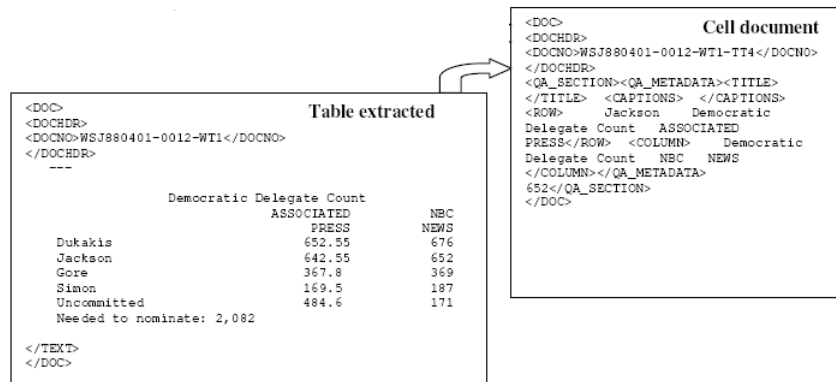 Table extracted
<DOC>
<DOCHDR>
<DOCNO>WSJ880401-0012-WT1</DOCNO>
</DOCHDR>
---
Democratic Delegate Count
ASSOCIATED NBC
PRESS NEWS
Dukakis 652.55 676
Jackson 642.55 652
Gore 367.8 369
Simon 169.5 187
Uncommitted 484.6 171
Needed to nominate: 2,082
</TEXT>
</DOC>
Cell document
<DOC>
<DOCHDR>
<DOCNO>WSJ880401-0012-WT1-TT4</DOCNO>
</DOCHDR>
<QA_SECTION><QA_METADATA><TITLE>
</TITLE> <CAPTIONS> </CAPTIONS>
<ROW> Jackson Democratic
Delegate Count ASSOCIATED
PRESS</ROW> <COLUMN> Democratic
Delegate Count NBC NEWS
</COLUMN></QA_METADATA>
652</QA_SECTION>
</DOC>